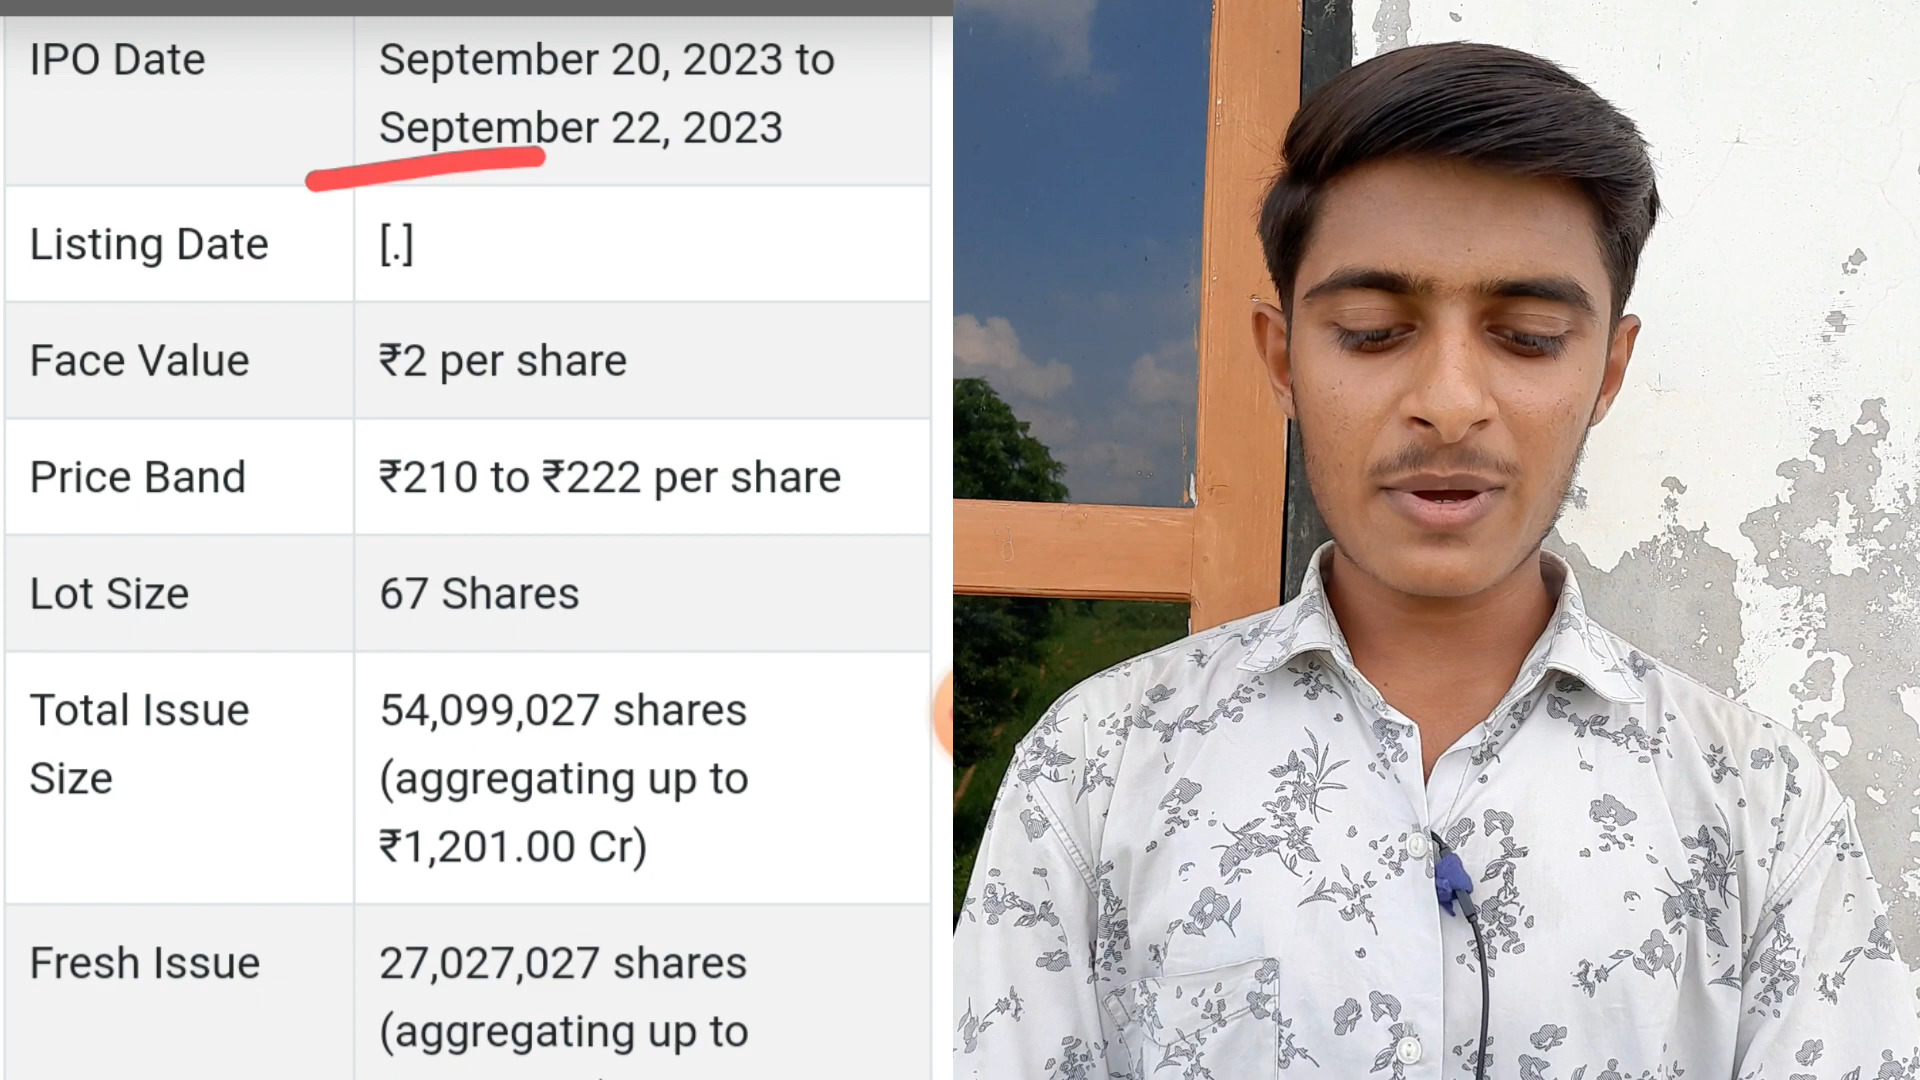 IPO Date
September 20, 2023 to
September 22, 2023
Listing Date
[.]
Face Value
₹2 per share
Price Band
₹210 to ₹222 per share
Lot Size
67 Shares
Total Issue
Size
54,099,027 shares
(aggregating up to
₹1,201.00 Cr)
Fresh Issue
27,027,027 shares
(aggregating up to